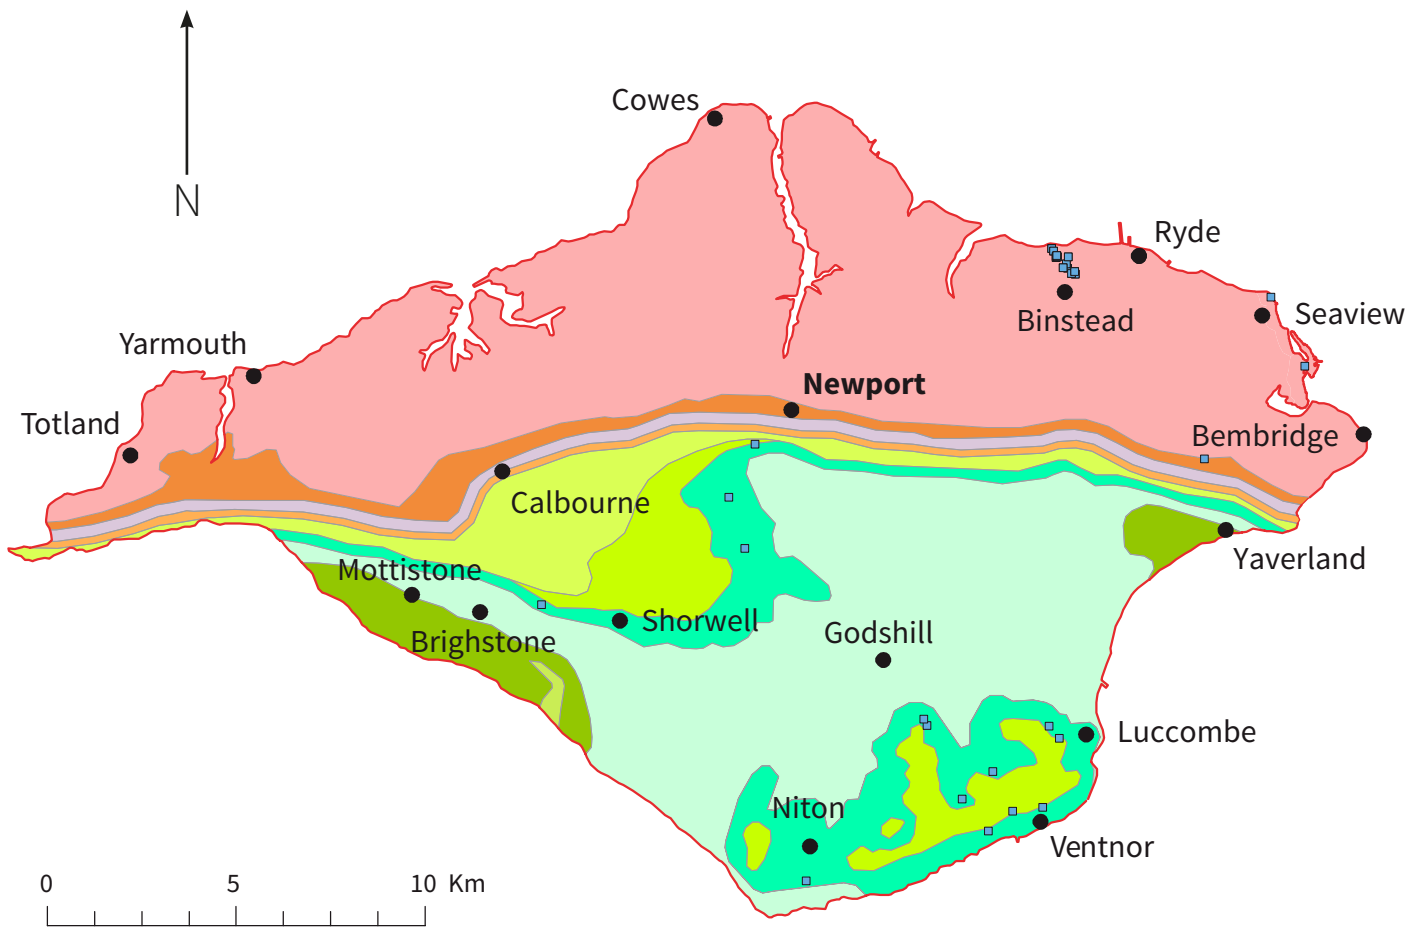 Cowes
N
Ryde
Seaview
Binstead
Yarmouth
Newport
Totland
Bembridge
Calbourne
Yaverland
Mottistone
Shorwell
Godshill
Brighstone
Luccombe
Niton
Ventnor
0 5 10 Km